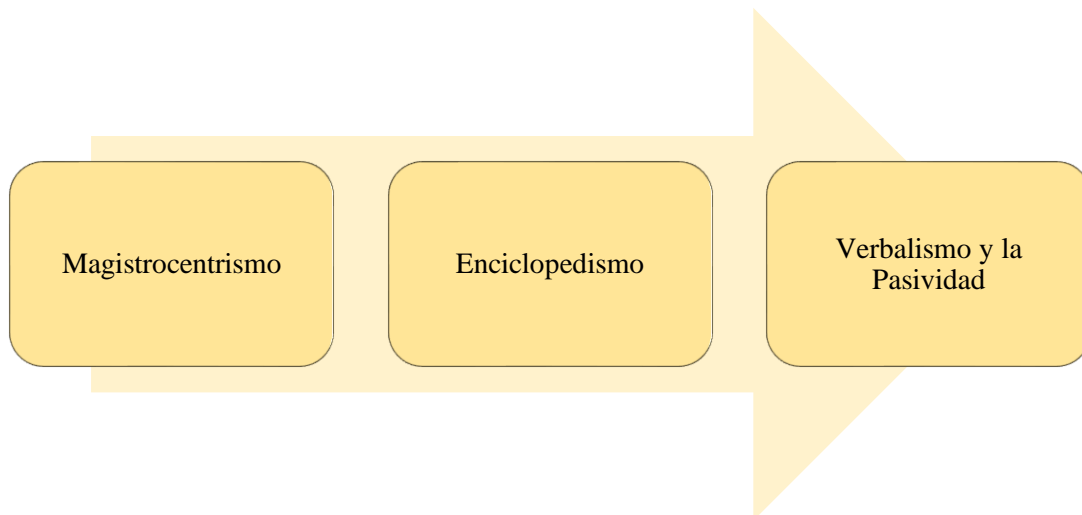 Magistrocentrismo
Enciclopedismo
Verbalismo y la
Pasividad